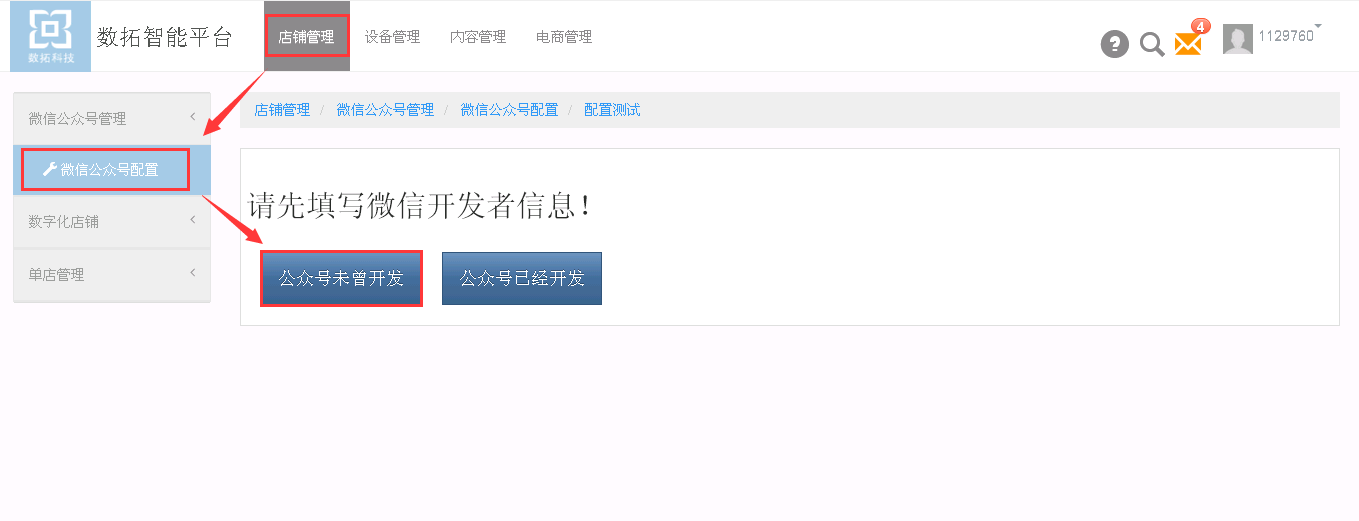 数拓科技
数拓智能平台
店铺管理 设备管理 内容管理 电商管理
4
1129760
微信公众号管理
微信公众号配置
数字化店铺
单店管理
店铺管理 / 微信公众号管理 / 微信公众号配置 / 配置测试
请先填写微信开发者信息！
公众号未曾开发 公众号已经开发